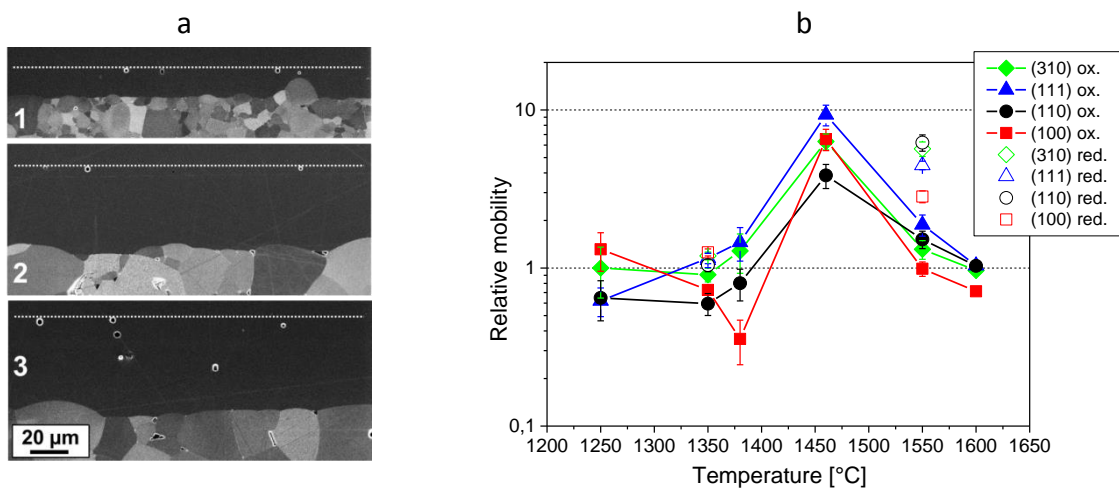 a
1
2
3
20 µm
b
Relative mobility
10
1
0,1
1200 1250 1300 1350 1400 1450 1500 1550 1600 1650
Temperature [°C]
(310) ox.
(111) ox.
(110) ox.
(100) ox.
(310) red.
(111) red.
(110) red.
(100) red.